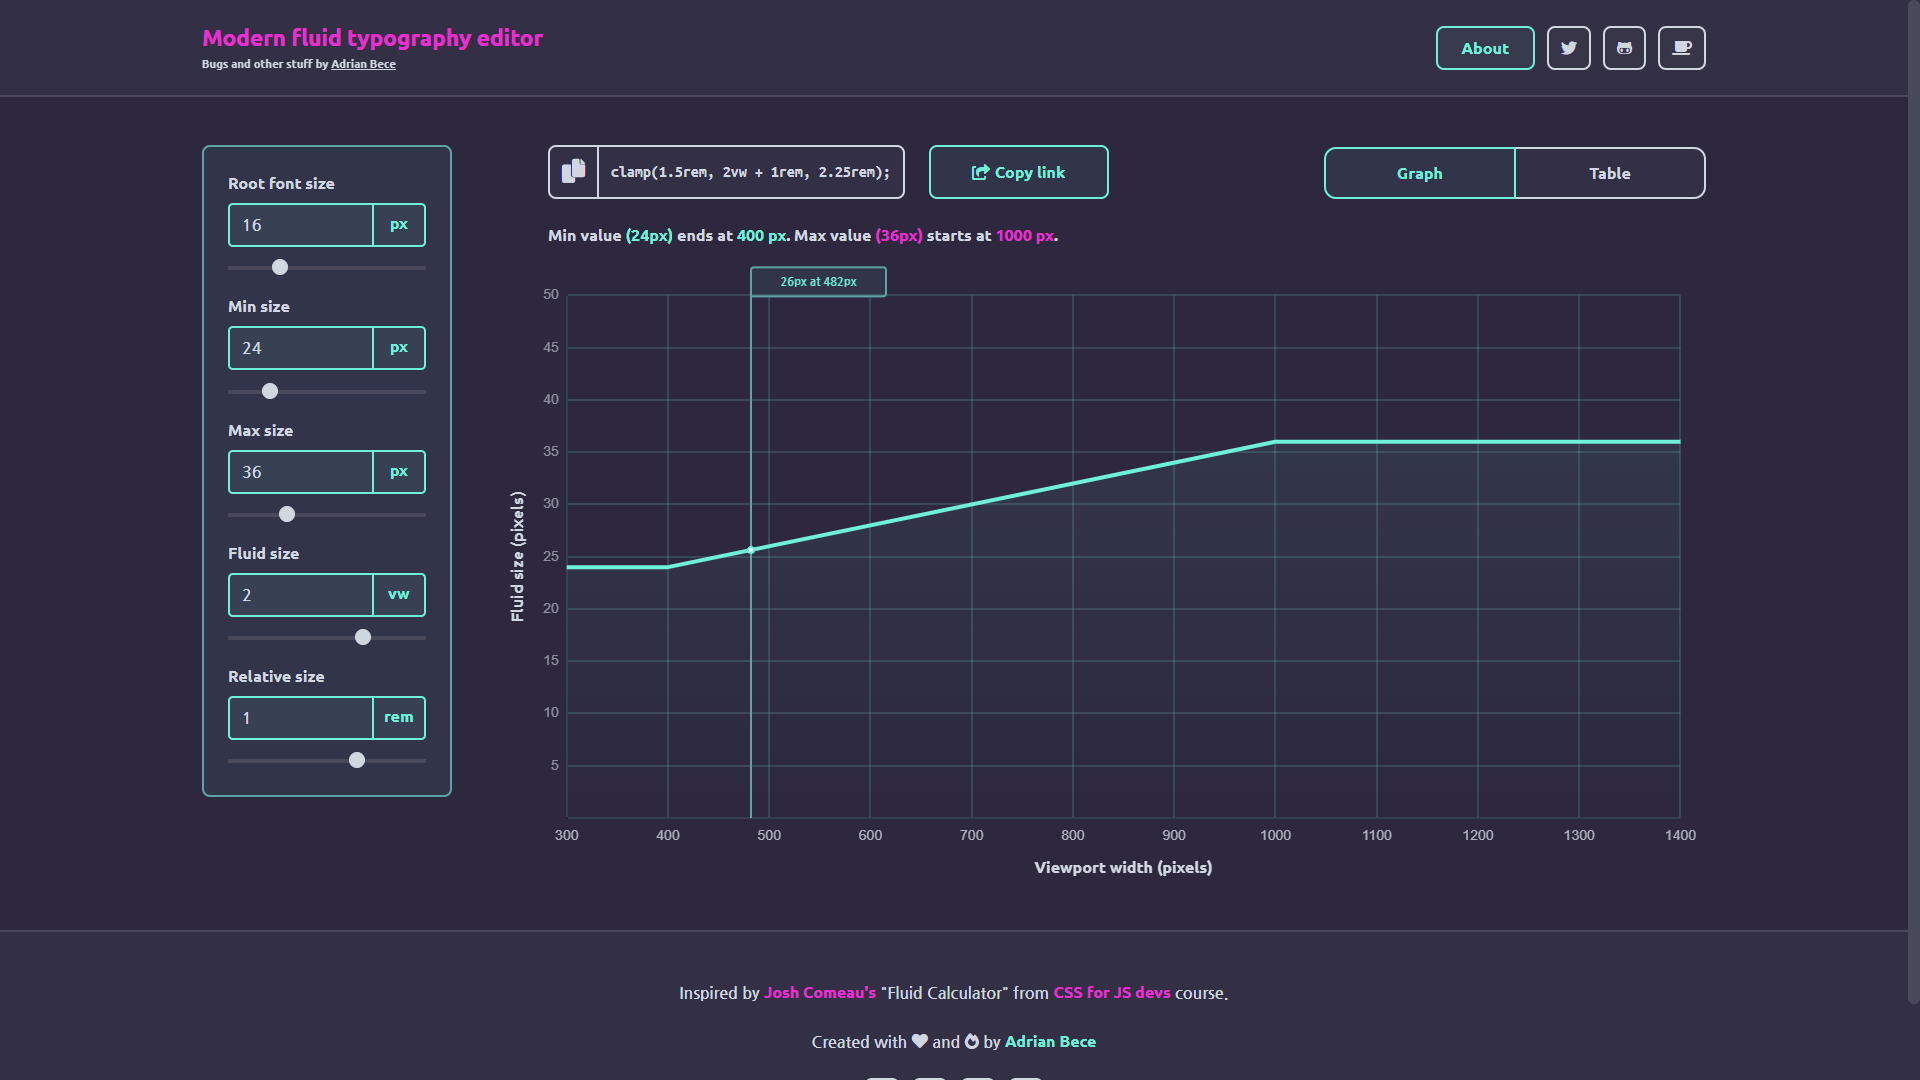 Modern fluid typography editor
Bugs and other stuff by Adrian Bece
About
Root font size
16 px
Min size
24 px
Max size
36 px
Fluid size
2 vw
Relative size
1 rem
clamp(1.5rem, 2vw + 1rem, 2.25rem);
Copy link
Graph
Table
Min value (24px) ends at 400 px. Max value (36px) starts at 1000 px.
26px at 482px
50
45
40
35
30
25
20
15
10
5
Fluid size (pixels)
300 400 500 600 700 800 900 1000 1100 1200 1300 1400
Viewport width (pixels)
Inspired by Josh Comeau's "Fluid Calculator" from CSS for JS devs course.
Created with and by Adrian Bece